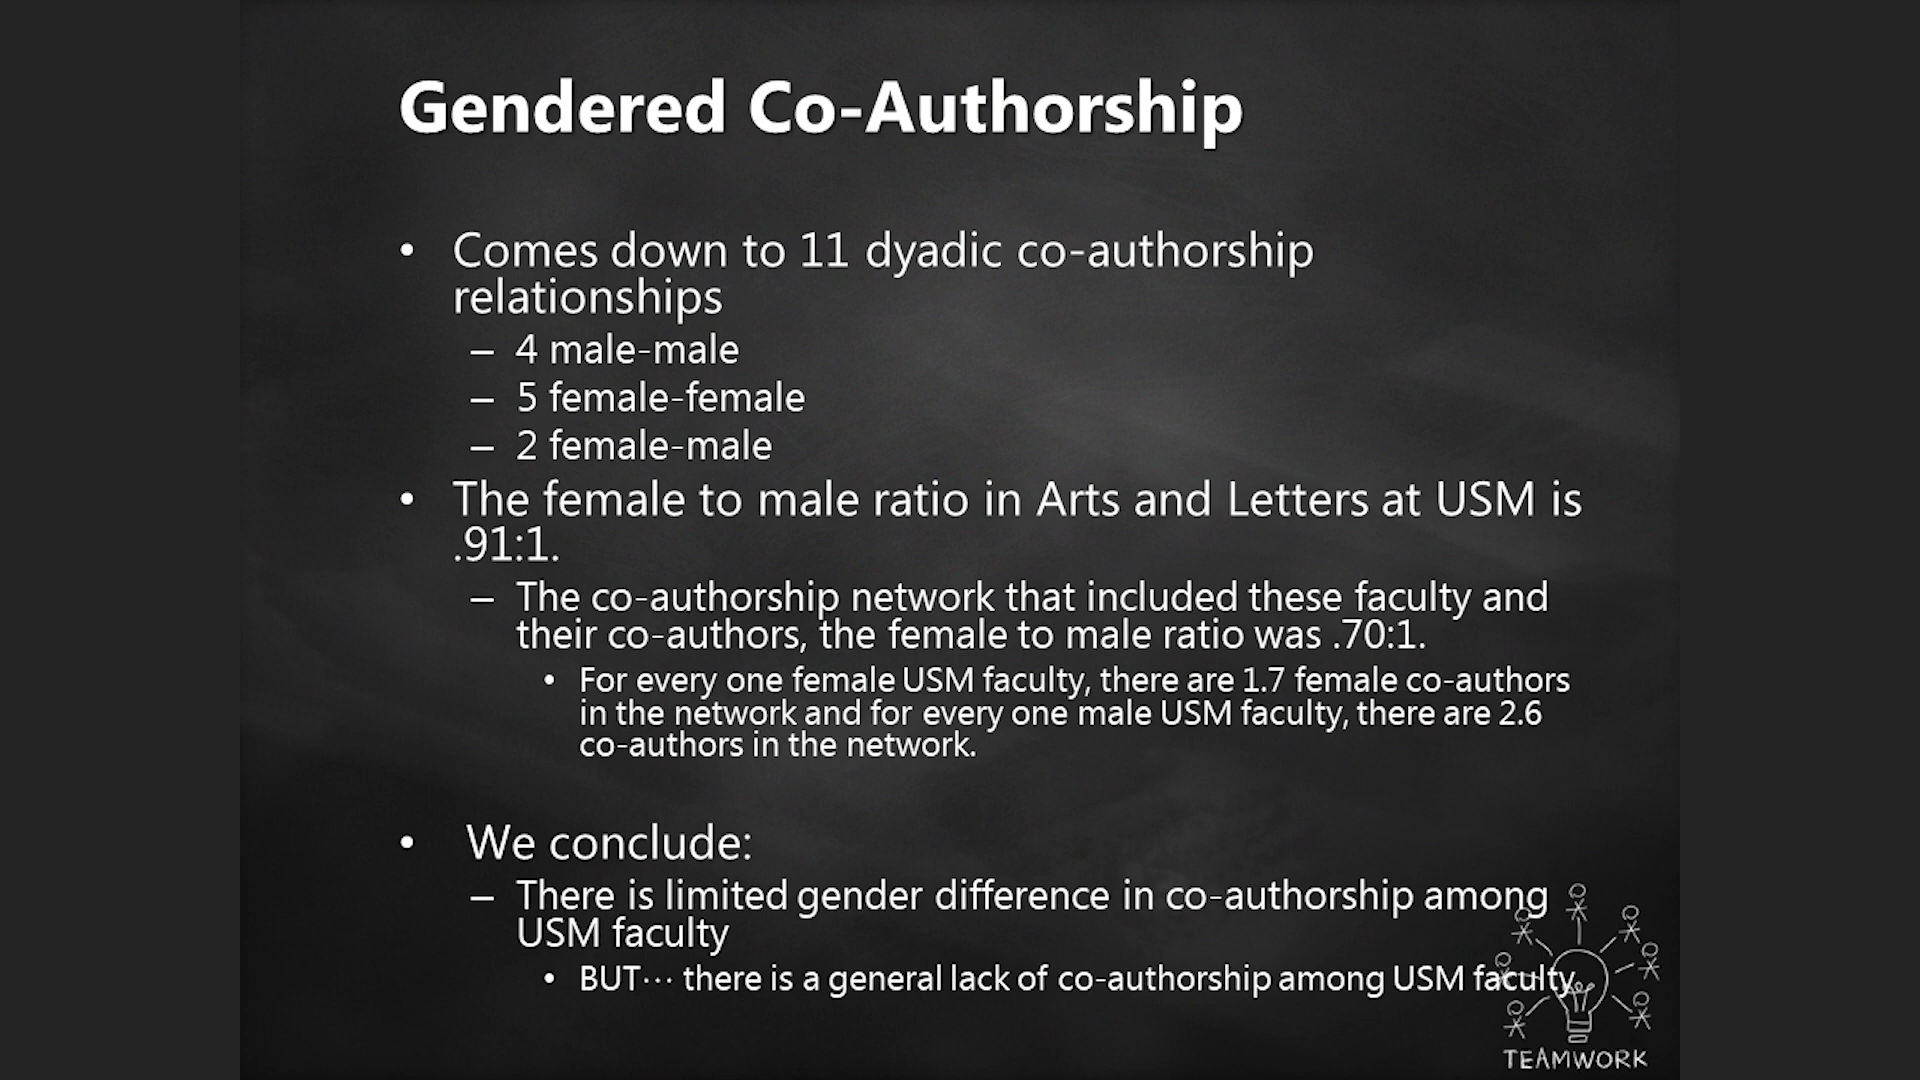 Gendered Co-Authorship
• Comes down to 11 dyadic co-authorship
relationships
– 4 male-male
– 5 female-female
– 2 female-male
• The female to male ratio in Arts and Letters at USM is
.91:1.
– The co-authorship network that included these faculty and
their co-authors, the female to male ratio was .70:1.
• For every one female USM faculty, there are 1.7 female co-authors
in the network and for every one male USM faculty, there are 2.6
co-authors in the network.
• We conclude:
– There is limited gender difference in co-authorship among
USM faculty
• BUT… there is a general lack of co-authorship among USM faculty.
TEAMWORK